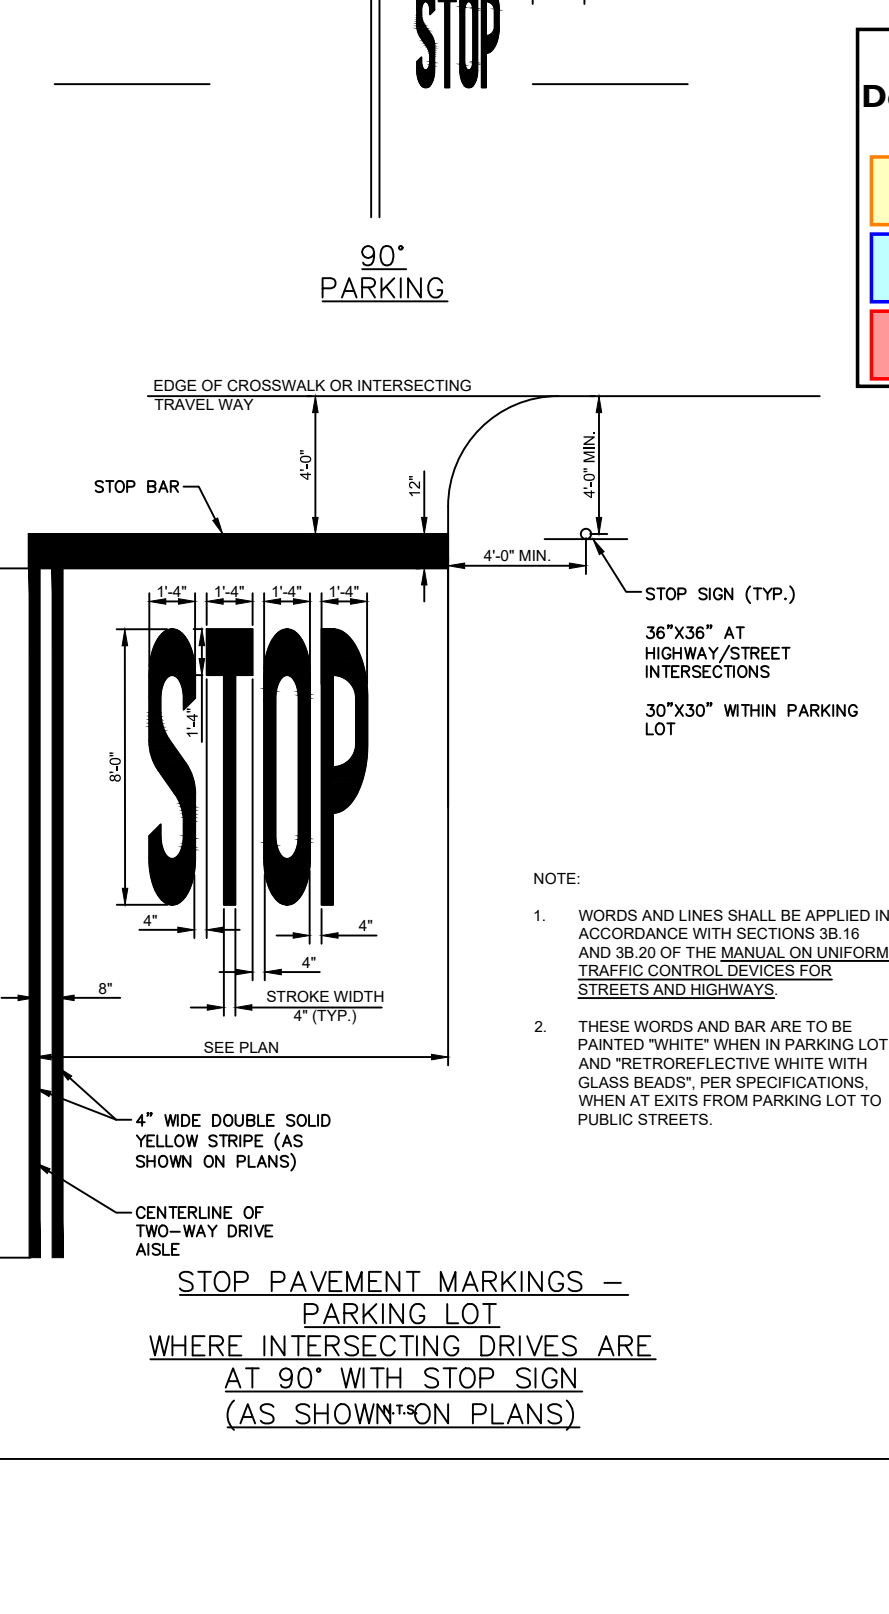 STOP
90°
PARKING
EDGE OF CROSSWALK OR INTERSECTING
TRAVEL WAY
4'-0"
4'-0" MIN.
12"
STOP BAR
4'-0" MIN.
STOP SIGN (TYP.)
36"X36" AT
HIGHWAY/STREET
INTERSECTIONS
30"X30" WITHIN PARKING
LOT
1'-4" 1'-4" 1'-4" 1'-4"
1'-4"
8'-0"
STOP
4"
4"
4"
STROKE WIDTH
4" (TYP.)
8"
SEE PLAN
NOTE:
1. WORDS AND LINES SHALL BE APPLIED IN
ACCORDANCE WITH SECTIONS 3B.16
AND 3B.20 OF THE MANUAL ON UNIFORM
TRAFFIC CONTROL DEVICES FOR
STREETS AND HIGHWAYS.
2. THESE WORDS AND BAR ARE TO BE
PAINTED "WHITE" WHEN IN PARKING LOT
AND "RETROREFLECTIVE WHITE WITH
GLASS BEADS", PER SPECIFICATIONS,
WHEN AT EXITS FROM PARKING LOT TO
PUBLIC STREETS.
4" WIDE DOUBLE SOLID
YELLOW STRIPE (AS
SHOWN ON PLANS)
CENTERLINE OF
TWO-WAY DRIVE
AISLE
STOP PAVEMENT MARKINGS –
PARKING LOT
WHERE INTERSECTING DRIVES ARE
AT 90° WITH STOP SIGN
(AS SHOWN ON PLANS)
N.T.S.